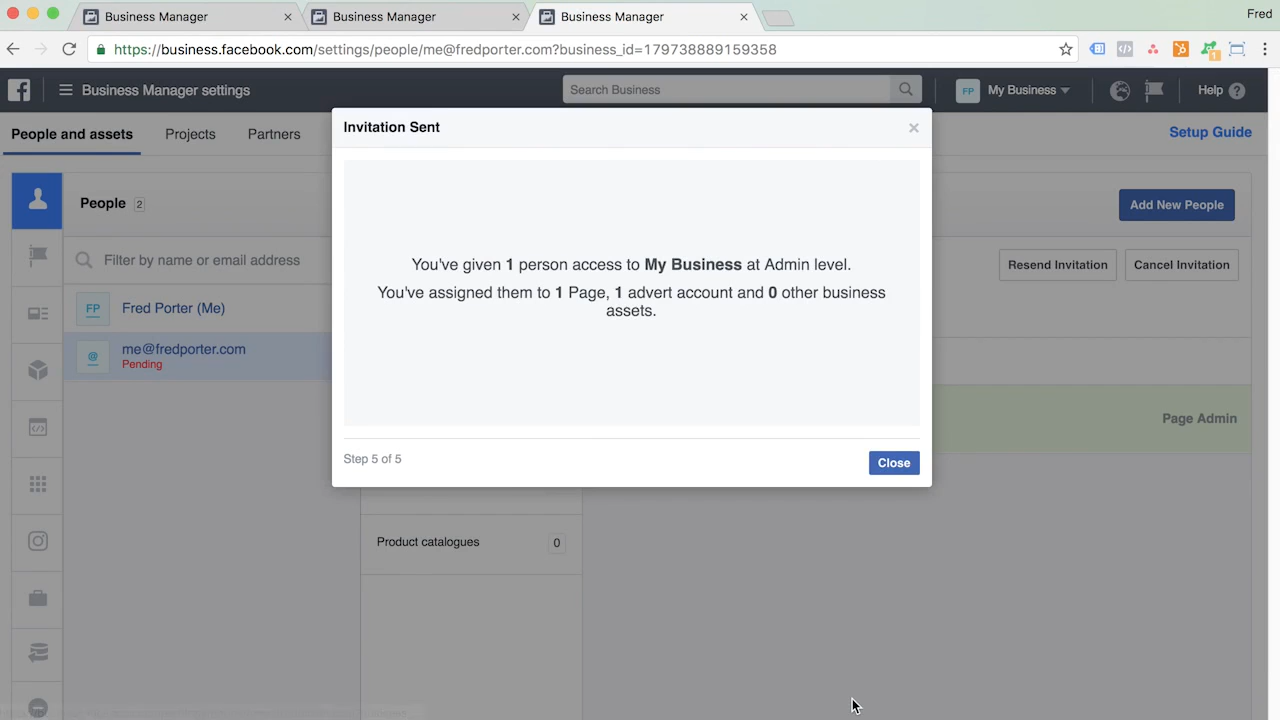 Business Manager
Business Manager
Business Manager
Fred
https://business.facebook.com/settings/people/me@fredporter.com?business_id=179738889159358
1
Business Manager settings
Search Business
FP
My Business
Help ?
People and assets
Projects
Partners
Setup Guide
Invitation Sent
People 2
Add New People
Filter by name or email address
Resend Invitation
Cancel Invitation
FP
Fred Porter (Me)
@
me@fredporter.com
Pending
You've given 1 person access to My Business at Admin level.
You've assigned them to 1 Page, 1 advert account and 0 other business
assets.
Page Admin
Step 5 of 5
Close
Product catalogues
0